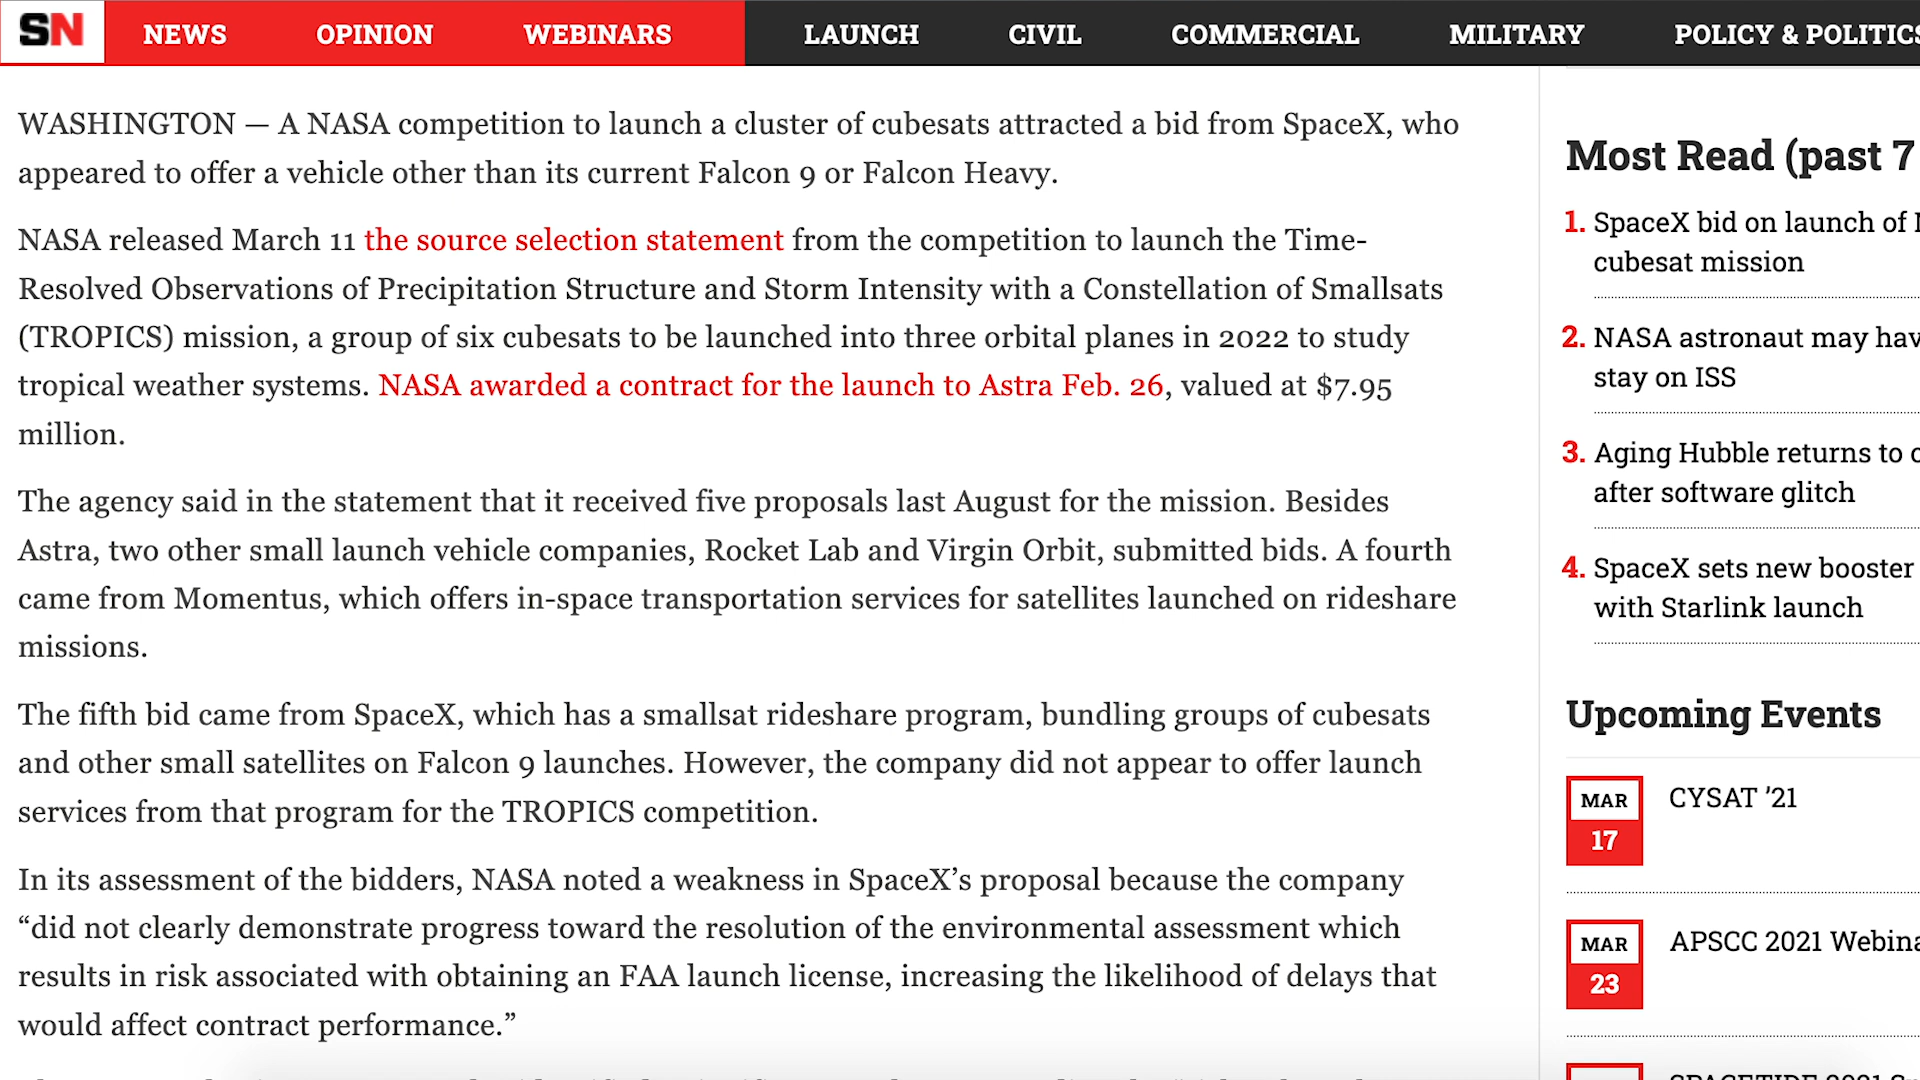 SN
NEWS OPINION WEBINARS LAUNCH CIVIL COMMERCIAL MILITARY POLICY & POLITICS
WASHINGTON — A NASA competition to launch a cluster of cubesats attracted a bid from SpaceX, who
appeared to offer a vehicle other than its current Falcon 9 or Falcon Heavy.
NASA released March 11 the source selection statement from the competition to launch the Time-
Resolved Observations of Precipitation Structure and Storm Intensity with a Constellation of Smallsats
(TROPICS) mission, a group of six cubesats to be launched into three orbital planes in 2022 to study
tropical weather systems. NASA awarded a contract for the launch to Astra Feb. 26, valued at $7.95
million.
The agency said in the statement that it received five proposals last August for the mission. Besides
Astra, two other small launch vehicle companies, Rocket Lab and Virgin Orbit, submitted bids. A fourth
came from Momentus, which offers in-space transportation services for satellites launched on rideshare
missions.
The fifth bid came from SpaceX, which has a smallsat rideshare program, bundling groups of cubesats
and other small satellites on Falcon 9 launches. However, the company did not appear to offer launch
services from that program for the TROPICS competition.
In its assessment of the bidders, NASA noted a weakness in SpaceX’s proposal because the company
“did not clearly demonstrate progress toward the resolution of the environmental assessment which
results in risk associated with obtaining an FAA launch license, increasing the likelihood of delays that
would affect contract performance.”
Most Read (past 7
1. SpaceX bid on launch of
cubesat mission
2. NASA astronaut may
stay on ISS
3. Aging Hubble returns to
after software glitch
4. SpaceX sets new booster
with Starlink launch
Upcoming Events
MAR
17
CYSAT ’21
MAR
23
APSCC 2021